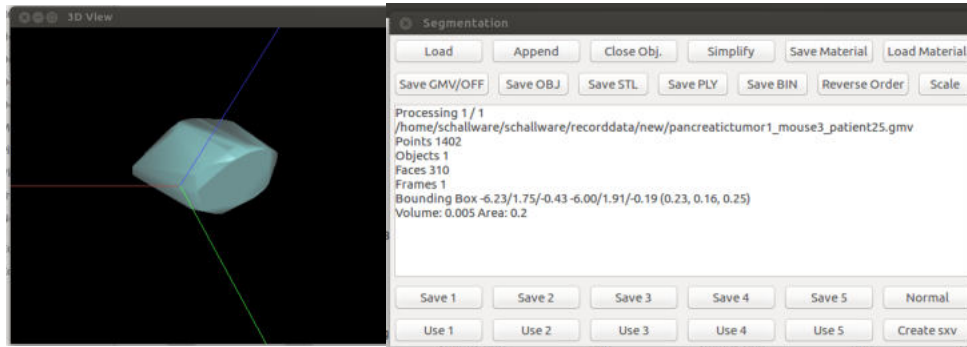 3D View
Segmentation
Load Append Close Obj. Simplify Save Material Load Material
Save GMV/OFF Save OBJ Save STL Save PLY Save BIN Reverse Order Scale
Processing 1 / 1
/home/schallware/schallware/recorddata/new/pancreatictumor1_mouse3_patient25.gmv
Points 1402
Objects 1
Faces 310
Frames 1
Bounding Box -6.23/1.75/-0.43 -6.00/1.91/-0.19 (0.23, 0.16, 0.25)
Volume: 0.005 Area: 0.2
Save 1 Save 2 Save 3 Save 4 Save 5 Normal
Use 1 Use 2 Use 3 Use 4 Use 5 Create sxv